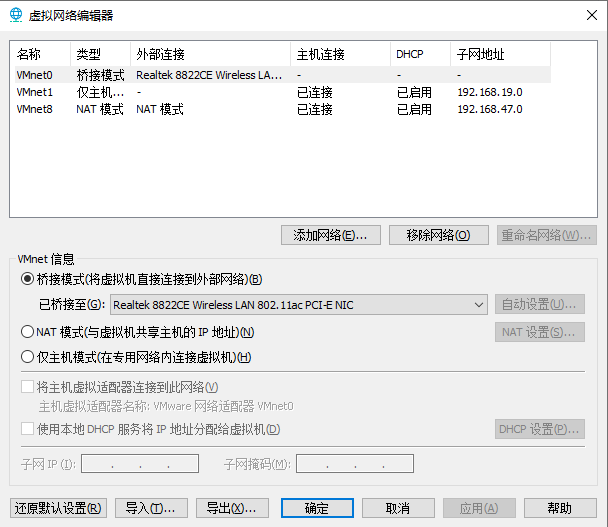 虚拟网络编辑器
名称 类型 外部连接 主机连接 DHCP 子网地址
VMnet0 桥接模式 Realtek 8822CE Wireless LA... - - -
VMnet1 仅主机... - 已连接 已启用 192.168.19.0
VMnet8 NAT 模式 NAT 模式 已连接 已启用 192.168.47.0
添加网络(E)... 移除网络(O) 重命名网络(W)...
VMnet 信息
桥接模式(将虚拟机直接连接到外部网络)(B)
已桥接至(G): Realtek 8822CE Wireless LAN 802.11ac PCI-E NIC 自动设置(U)...
NAT 模式(与虚拟机共享主机的 IP 地址)(N) NAT 设置(S)...
仅主机模式(在专用网络内连接虚拟机)(H)
将主机虚拟适配器连接到此网络(V)
主机虚拟适配器名称: VMware 网络适配器 VMnet0
使用本地 DHCP 服务将 IP 地址分配给虚拟机(D) DHCP 设置(P)...
子网 IP (I): . . . 子网掩码(M): . . .
还原默认设置(R) 导入(T)... 导出(X)... 确定 取消 应用(A) 帮助